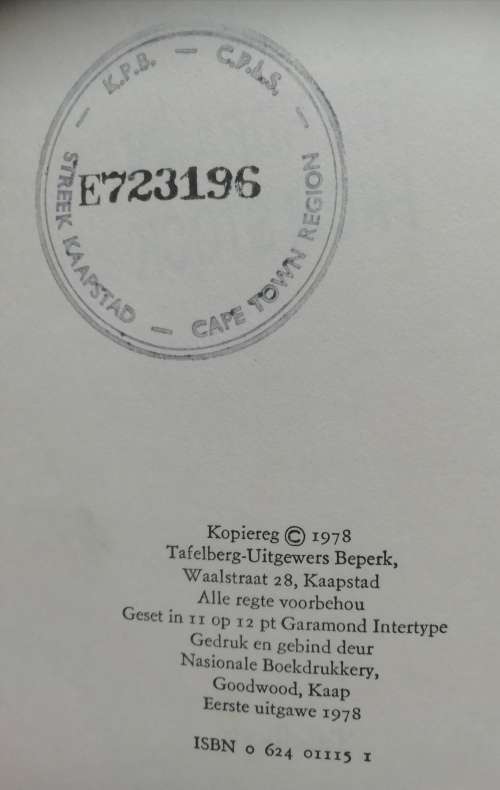 — K.P.B. — C.P.L.S. —
E723196
STREEK KAAPSTAD — CAPE TOWN REGION
Kopiereg © 1978
Tafelberg-Uitgewers Beperk,
Waalstraat 28, Kaapstad
Alle regte voorbehou
Geset in 11 op 12 pt Garamond Intertype
Gedruk en gebind deur
Nasionale Boekdrukkery,
Goodwood, Kaap
Eerste uitgawe 1978
ISBN 0 624 01115 1